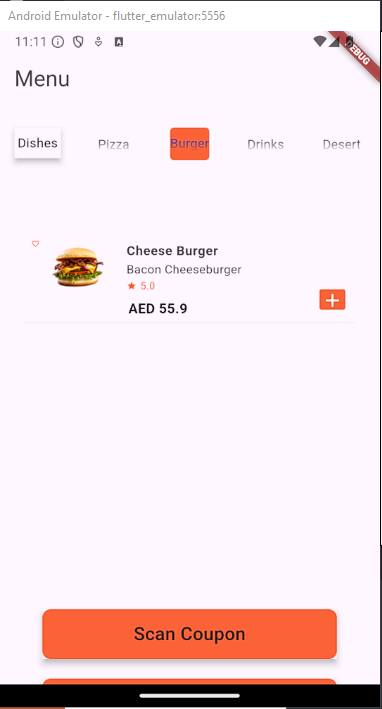 Android Emulator - flutter_emulator:5556
11:11
DEBUG
Menu
Dishes Pizza Burger Drinks Desert
Cheese Burger
Bacon Cheeseburger
5.0
AED 55.9
Scan Coupon